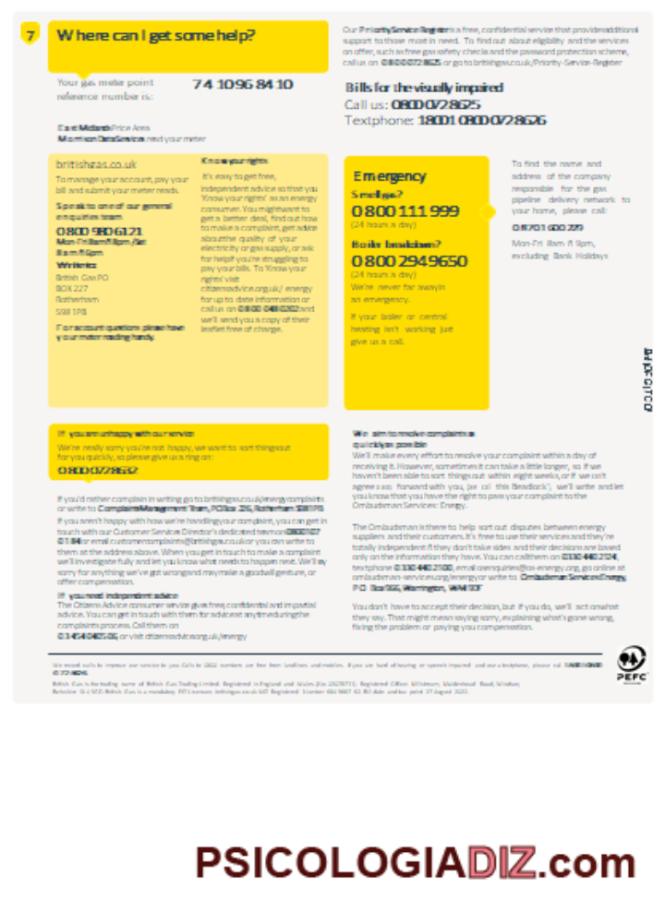 7
Where can I get some help?
Your gas meter point
reference number is:
74 1096 84 10
East Midlands Price Area
Morrison Data Services read your meter
Our Priority Service Register is a free, confidential service that provides additional
support to those most in need. To find out about eligibility and the services
on offer, such as free gas safety checks and the password protection scheme,
call us on 0800 072 8625 or go to britishgas.co.uk/Priority-Service-Register
Bills for the visually impaired
Call us: 0800 072 8625
Textphone: 18001 0800 072 8626
britishgas.co.uk
To manage your account, pay your
bill and submit your meter reads.
Speak to one of our general
enquiries team
0800 980 6121
Mon-Fri 8am-8pm /Sat
8am-6pm
Write to:
British Gas PO
BOX 227
Rotherham
S98 1PB
For account questions please have
your meter reading handy.
Know your rights
It's easy to get free,
independent advice so that you
'Know your rights' as an energy
consumer. You might want to
get a better deal, find out how
to make a complaint, get advice
about the quality of your
electricity or gas supply, or ask
for help if you're struggling to
pay your bills. To 'Know your
rights' visit
citizensadvice.org.uk/ energy
for up to date information or
call us on 0800 048 0202 and
we'll send you a copy of their
leaflet free of charge.
Emergency
Smell gas?
0 800 111 999
(24 hours a day)
Boiler breakdown?
0 800 294 9650
(24 hours a day)
We're never far away in
an emergency.
If your boiler or central
heating isn't working just
give us a call.
To find the name and
address of the company
responsible for the gas
pipeline delivery network to
your home, please call:
Mon-Fri 8am-8.9pm,
excluding Bank Holidays
If you are unhappy with our service
We're really sorry you're not happy, we want to sort things out
for you quickly, so please give us a ring on:
0 800 072 8632
If you'd rather complain in writing go to britishgas.co.uk/energycomplaints
or write to Complaints Management Team, PO Box 226, Rotherham S98 1PB
If you aren't happy with how we're handling your complaint, you can get in
touch with our Customer Services Director's dedicated team on 0800 107
01 84 or email customercomplaints@britishgas.co.uk or you can write to
them at the address above. When you get in touch to make a complaint
we'll investigate fully and let you know what needs to happen next. We'll say
sorry for anything we've got wrong and may make a goodwill gesture, or
offer compensation.
If you need independent advice
The Citizens Advice consumer service gives free, confidential and impartial
advice. You can get in touch with them for advice any time during the
complaints process. Call them on
03454 04 05 06, or visit citizensadvice.org.uk/energy
We aim to resolve complaints as
quickly as possible
We'll make every effort to resolve your complaint within a day of
receiving it. However, sometimes it can take a little longer, so if we
haven't been able to sort things out within eight weeks, or if we can't
agree a way forward with you, (we call this 'Deadlock'), we'll write and let
you know that you have the right to pass your complaint to the
Ombudsman Services: Energy.
The Ombudsman is there to help sort out disputes between energy
suppliers and their customers. It's free to use their services and they're
totally independent - they don't take sides and their decisions are based
only on the information they have. You can call them on 0330 440 1624,
textphone 0330 440 1600, email osenquiries@os-energy.org, go online at
ombudsman-services.org/energy or write to Ombudsman Services: Energy,
P.O. Box 966, Warrington, WA4 9DF
You don't have to accept their decision, but if you do, we'll act on what
they say. That might mean saying sorry, explaining what's gone wrong,
fixing the problem or paying you compensation.
PEFC
PSICOLOGIADIZ.com